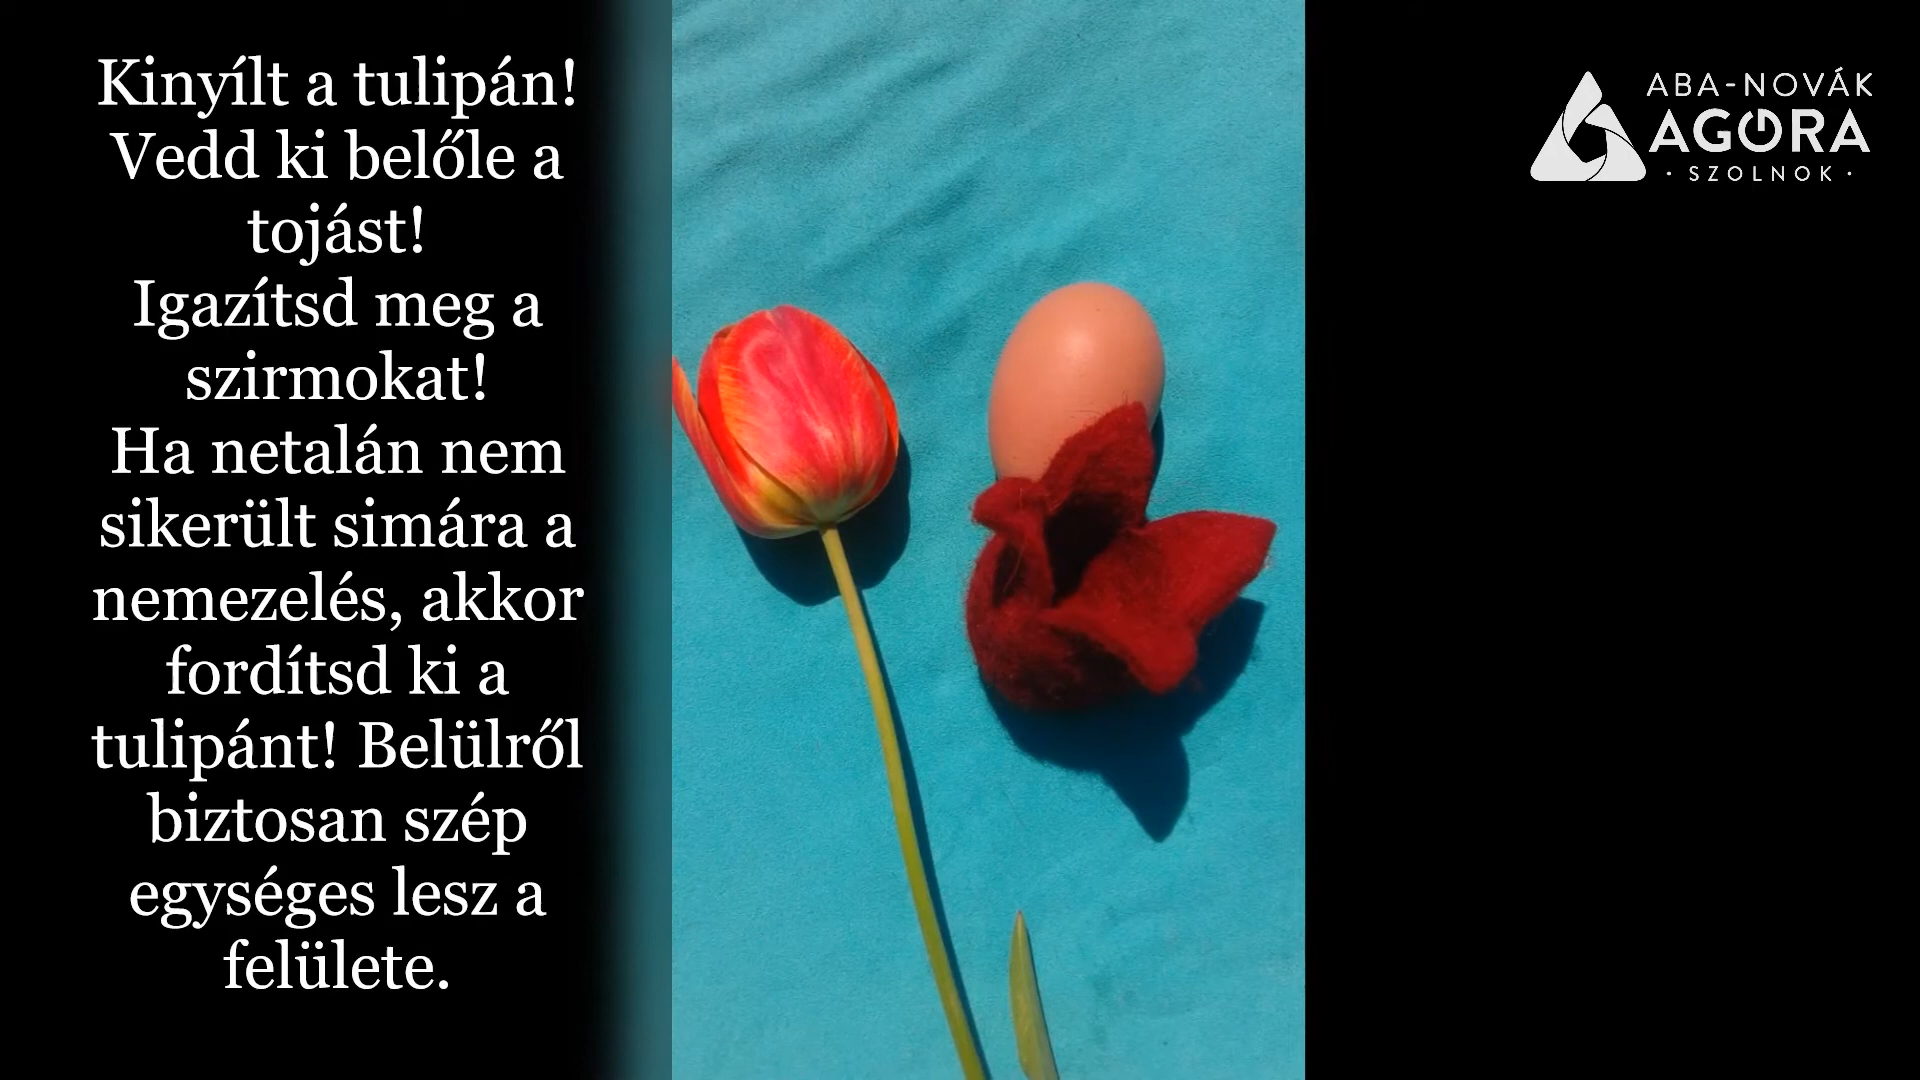 Kinyílt a tulipán!
Vedd ki belőle a
tojást!
Igazítsd meg a
szirmokat!
Ha netalán nem
sikerült simára a
nemezelés, akkor
fordítsd ki a
tulipánt! Belülről
biztosan szép
egységes lesz a
felülete.
ABA-NOVÁK
AGÓRA
· SZOLNOK ·